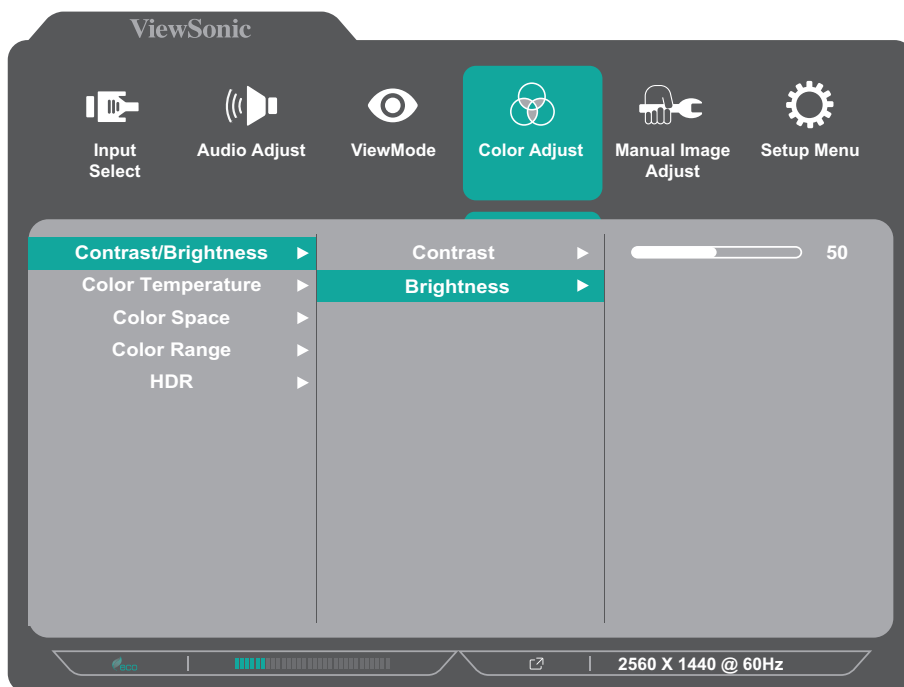 ViewSonic
Input Select
Audio Adjust
ViewMode
Color Adjust
Manual Image Adjust
Setup Menu
Contrast/Brightness
Contrast
50
Color Temperature
Brightness
Color Space
Color Range
HDR
eco
2560 X 1440 @ 60Hz